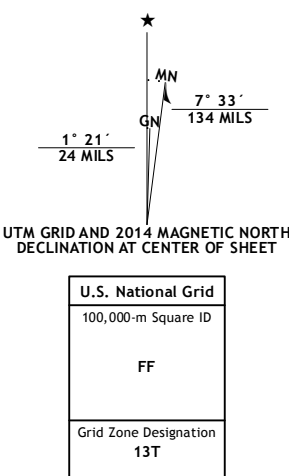 ★
MN
GN
7° 33´
134 MILS
1° 21´
24 MILS
UTM GRID AND 2014 MAGNETIC NORTH
DECLINATION AT CENTER OF SHEET
U.S. National Grid
100,000-m Square ID
FF
Grid Zone Designation
13T